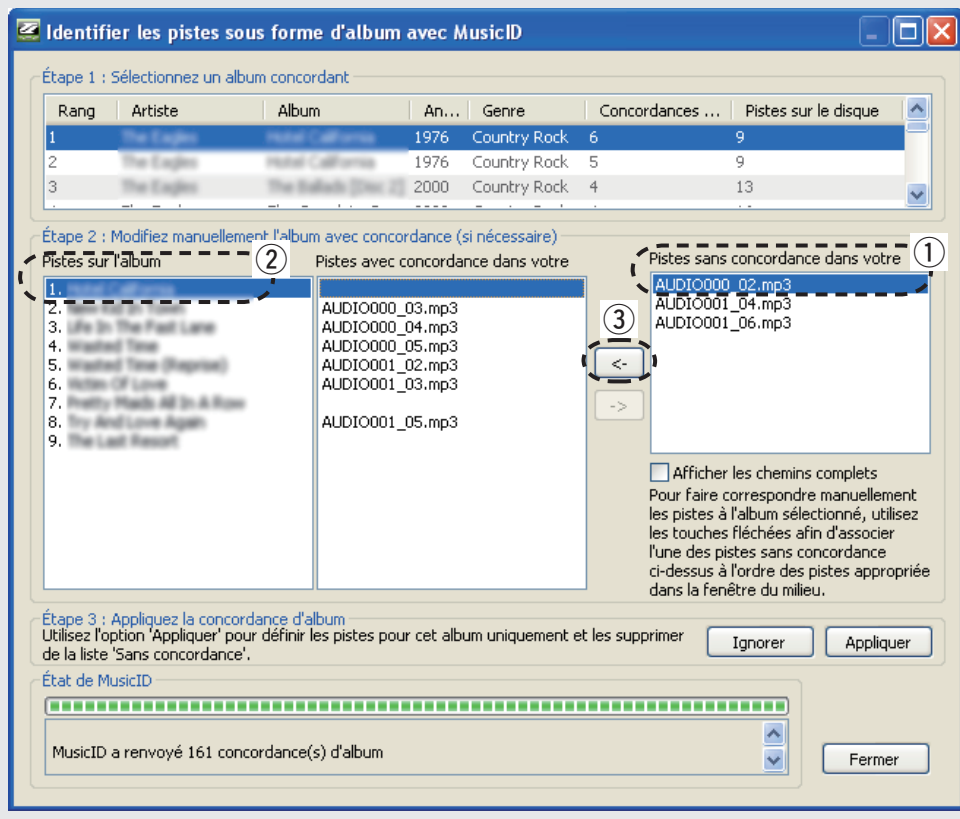 Identifier les pistes sous forme d'album avec MusicID
Étape 1 : Sélectionnez un album concordant
Rang Artiste Album An... Genre Concordances ... Pistes sur le disque
1 1976 Country Rock 6 9
2 1976 Country Rock 5 9
3 2000 Country Rock 4 13
Étape 2 : Modifiez manuellement l'album avec concordance (si nécessaire)
Pistes sur l'album ② Pistes avec concordance dans votre Pistes sans concordance dans votre ①
1.
2.
3.
4.
5.
6.
7.
8.
9.
AUDIO000_03.mp3
AUDIO000_04.mp3
AUDIO000_05.mp3
AUDIO001_02.mp3
AUDIO001_03.mp3
AUDIO001_05.mp3
③
<-
->
AUDIO000_02.mp3
AUDIO001_04.mp3
AUDIO001_06.mp3
Afficher les chemins complets
Pour faire correspondre manuellement
les pistes à l'album sélectionné, utilisez
les touches fléchées afin d'associer
l'une des pistes sans concordance
ci-dessus à l'ordre des pistes appropriée
dans la fenêtre du milieu.
Étape 3 : Appliquez la concordance d'album
Utilisez l'option 'Appliquer' pour définir les pistes pour cet album uniquement et les supprimer
de la liste 'Sans concordance'.
Ignorer Appliquer
État de MusicID
MusicID a renvoyé 161 concordance(s) d'album
Fermer